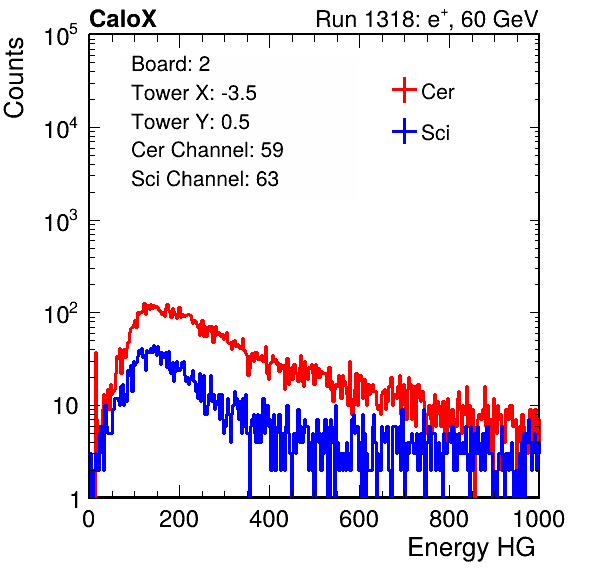 CaloX Run 1318: e⁺, 60 GeV
Counts
10⁵
10⁴
10³
10²
10
1
Board: 2
Tower X: -3.5
Tower Y: 0.5
Cer Channel: 59
Sci Channel: 63
Cer
Sci
0 200 400 600 800 1000
Energy HG